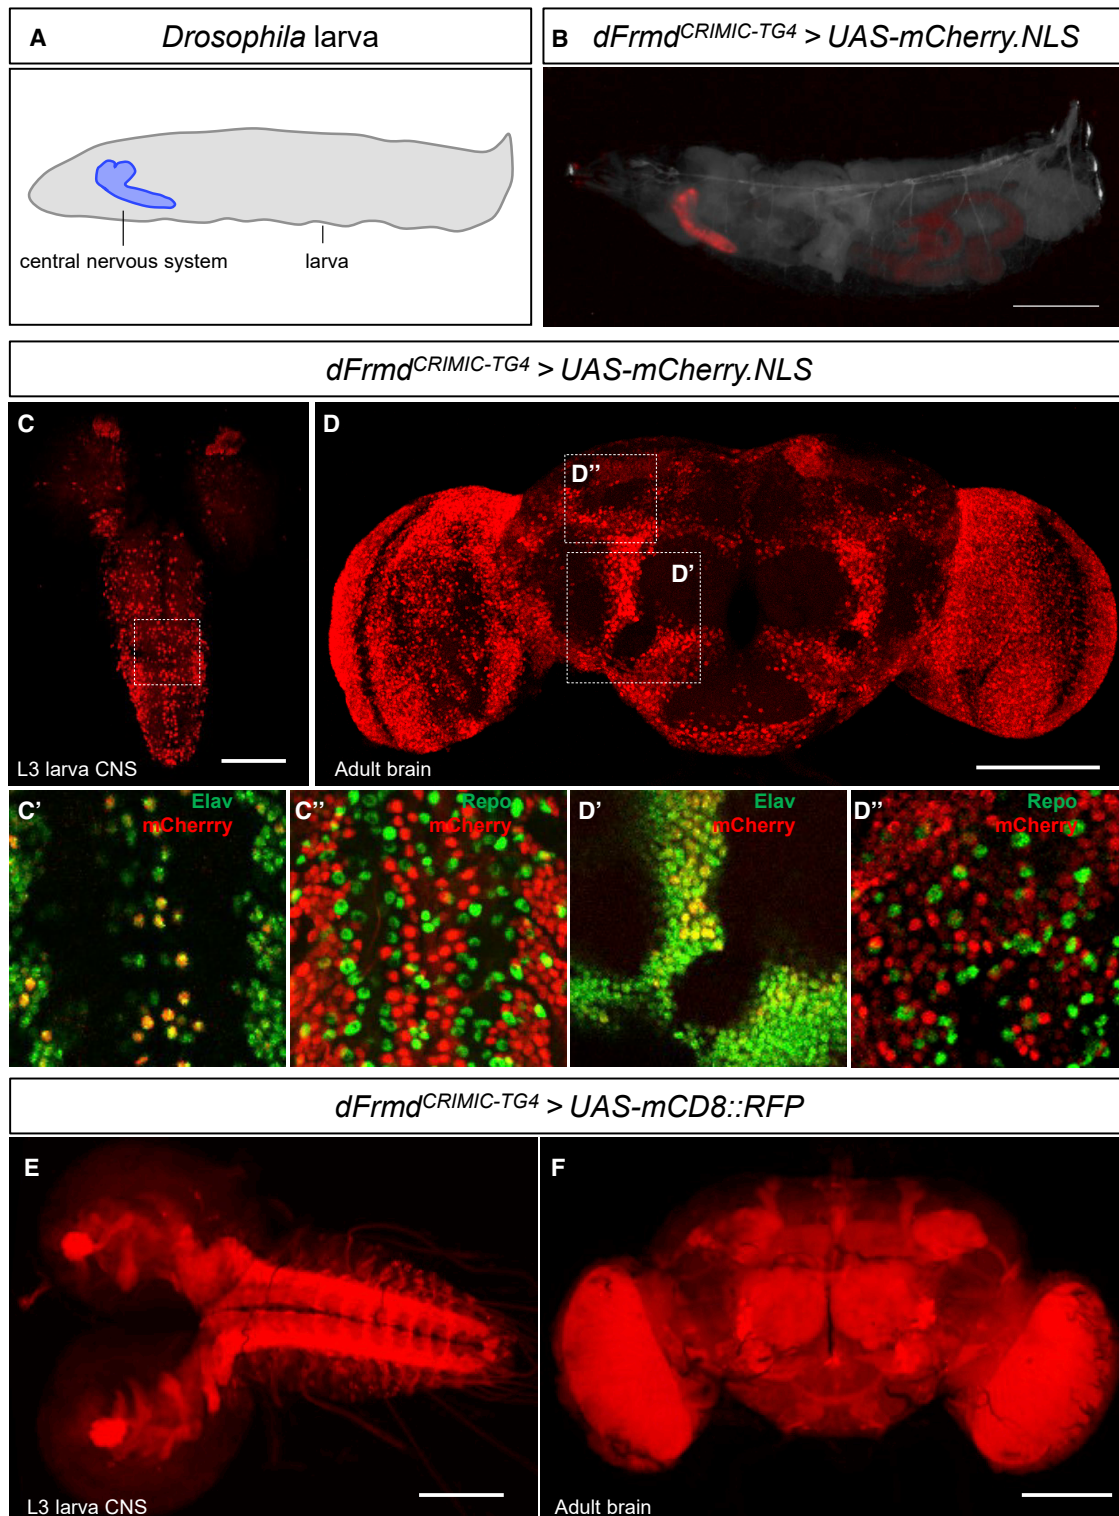 A Drosophila larva
B dFrmdCRIMIC-TG4 > UAS-mCherry.NLS
central nervous system
larva
dFrmdCRIMIC-TG4 > UAS-mCherry.NLS
C
L3 larva CNS
D
D''
D'
Adult brain
C'
Elav
mCherrry
C''
Repo
mCherry
D'
Elav
mCherry
D''
Repo
mCherry
dFrmdCRIMIC-TG4 > UAS-mCD8::RFP
E
L3 larva CNS
F
Adult brain